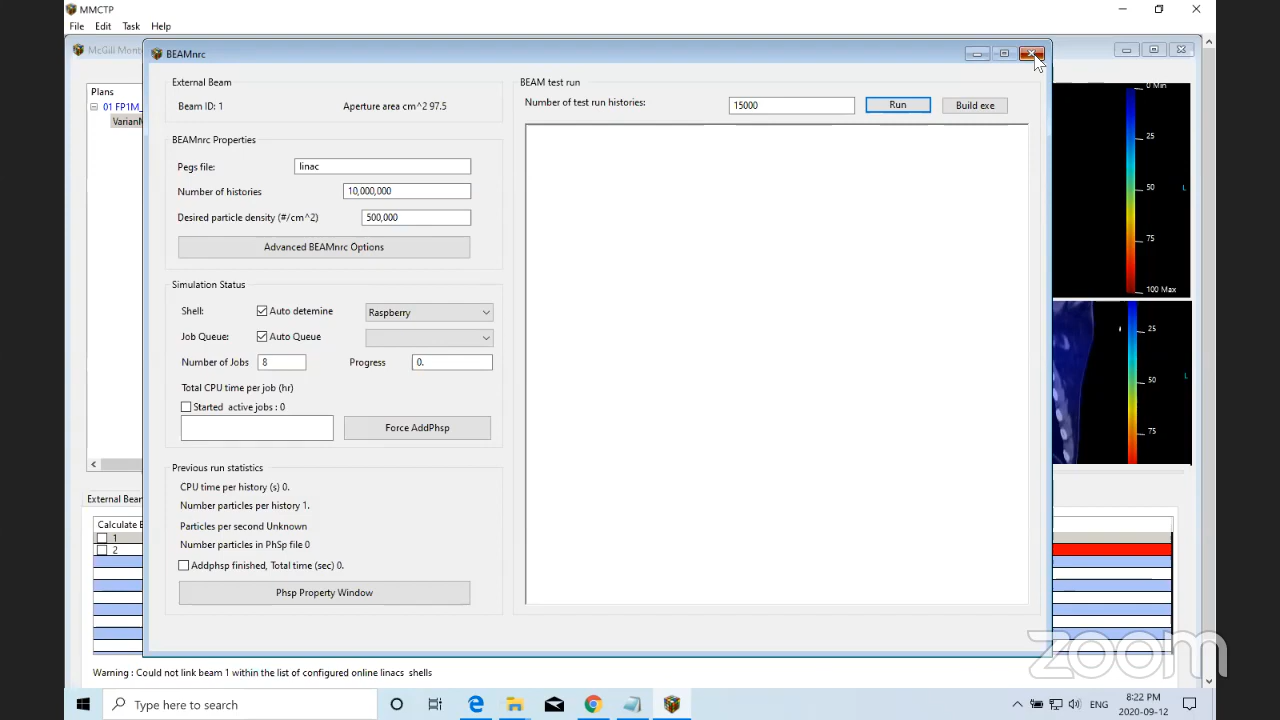 MMCTP
File Edit Task Help
McGill Mont
BEAMnrc
Plans
01 FP1M_
VarianM
External Beam
Beam ID: 1
Aperture area cm^2 97.5
BEAMnrc Properties
Pegs file:
linac
Number of histories
10,000,000
Desired particle density (#/cm^2)
500,000
Advanced BEAMnrc Options
Simulation Status
Shell:
Auto detemine
Raspberry
Job Queue:
Auto Queue
Number of Jobs
8
Progress
0.
Total CPU time per job (hr)
Started active jobs : 0
Force AddPhsp
Previous run statistics
CPU time per history (s) 0.
Number particles per history 1.
Particles per second Unknown
Number particles in PhSp file 0
Addphsp finished, Total time (sec) 0.
Phsp Property Window
BEAM test run
Number of test run histories:
15000
Run
Build exe
0 Min
25
50
L
75
100 Max
25
50
L
75
External Bear
Calculate E
1
2
Warning : Could not link beam 1 within the list of configured online linacs shells
zoom
Type here to search
ENG
8:22 PM
2020-09-12